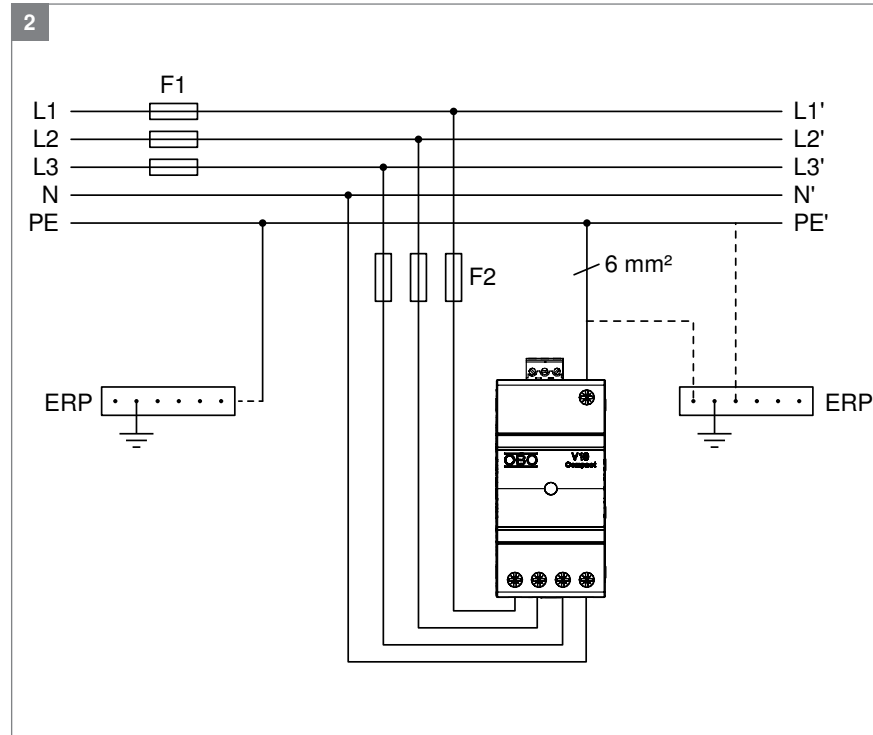 2
F1
L1 L1'
L2 L2'
L3 L3'
N N'
PE PE'
F2
6 mm²
ERP
ERP
OBO
V10
Compact